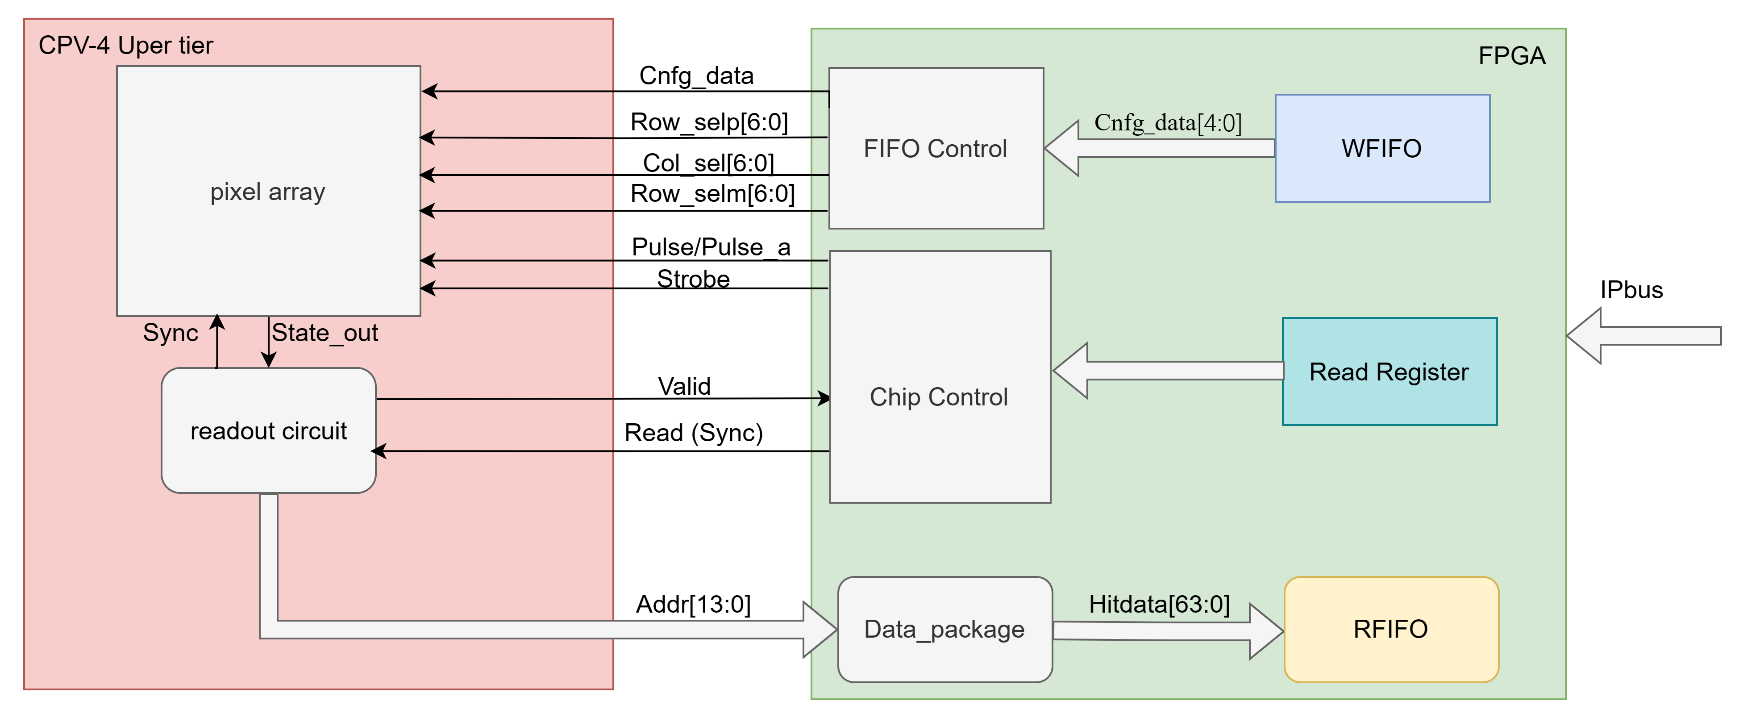 CPV-4 Uper tier
FPGA
Cnfg_data
Row_selp[6:0]
Col_sel[6:0]
Row_selm[6:0]
pixel array
FIFO Control
Cnfg_data[4:0]
WFIFO
Pulse/Pulse_a
Strobe
IPbus
Sync
State_out
Valid
Read (Sync)
readout circuit
Chip Control
Read Register
Addr[13:0]
Data_package
Hitdata[63:0]
RFIFO